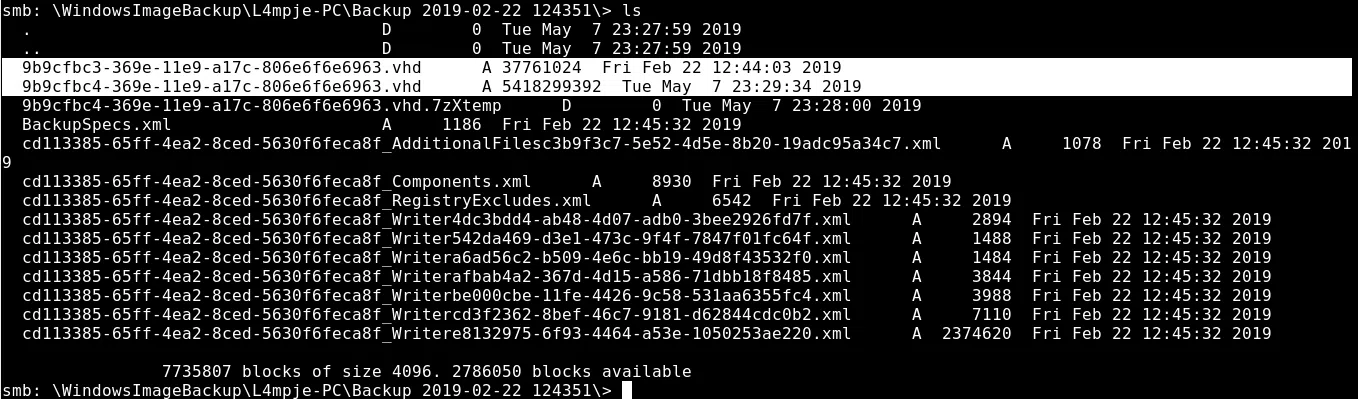 smb: \WindowsImageBackup\L4mpje-PC\Backup 2019-02-22 124351\> ls
. D 0 Tue May 7 23:27:59 2019
.. D 0 Tue May 7 23:27:59 2019
9b9cfbc3-369e-11e9-a17c-806e6f6e6963.vhd A 37761024 Fri Feb 22 12:44:03 2019
9b9cfbc4-369e-11e9-a17c-806e6f6e6963.vhd A 5418299392 Tue May 7 23:29:34 2019
9b9cfbc4-369e-11e9-a17c-806e6f6e6963.vhd.7zXtemp D 0 Tue May 7 23:28:00 2019
BackupSpecs.xml A 1186 Fri Feb 22 12:45:32 2019
cd113385-65ff-4ea2-8ced-5630f6feca8f_AdditionalFilesc3b9f3c7-5e52-4d5e-8b20-19adc95a34c7.xml A 1078 Fri Feb 22 12:45:32 201
9
cd113385-65ff-4ea2-8ced-5630f6feca8f_Components.xml A 8930 Fri Feb 22 12:45:32 2019
cd113385-65ff-4ea2-8ced-5630f6feca8f_RegistryExcludes.xml A 6542 Fri Feb 22 12:45:32 2019
cd113385-65ff-4ea2-8ced-5630f6feca8f_Writer4dc3bdd4-ab48-4d07-adb0-3bee2926fd7f.xml A 2894 Fri Feb 22 12:45:32 2019
cd113385-65ff-4ea2-8ced-5630f6feca8f_Writer542da469-d3e1-473c-9f4f-7847f01fc64f.xml A 1488 Fri Feb 22 12:45:32 2019
cd113385-65ff-4ea2-8ced-5630f6feca8f_Writera6ad56c2-b509-4e6c-bb19-49d8f43532f0.xml A 1484 Fri Feb 22 12:45:32 2019
cd113385-65ff-4ea2-8ced-5630f6feca8f_Writerafbab4a2-367d-4d15-a586-71dbb18f8485.xml A 3844 Fri Feb 22 12:45:32 2019
cd113385-65ff-4ea2-8ced-5630f6feca8f_Writerbe000cbe-11fe-4426-9c58-531aa6355fc4.xml A 3988 Fri Feb 22 12:45:32 2019
cd113385-65ff-4ea2-8ced-5630f6feca8f_Writercd3f2362-8bef-46c7-9181-d62844cdc0b2.xml A 7110 Fri Feb 22 12:45:32 2019
cd113385-65ff-4ea2-8ced-5630f6feca8f_Writere8132975-6f93-4464-a53e-1050253ae220.xml A 2374620 Fri Feb 22 12:45:32 2019
7735807 blocks of size 4096. 2786050 blocks available
smb: \WindowsImageBackup\L4mpje-PC\Backup 2019-02-22 124351\>